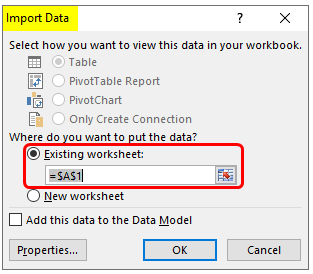 Import Data
Select how you want to view this data in your workbook.
Table
PivotTable Report
PivotChart
Only Create Connection
Where do you want to put the data?
Existing worksheet:
=$A$1
New worksheet
Add this data to the Data Model
Properties...
OK
Cancel